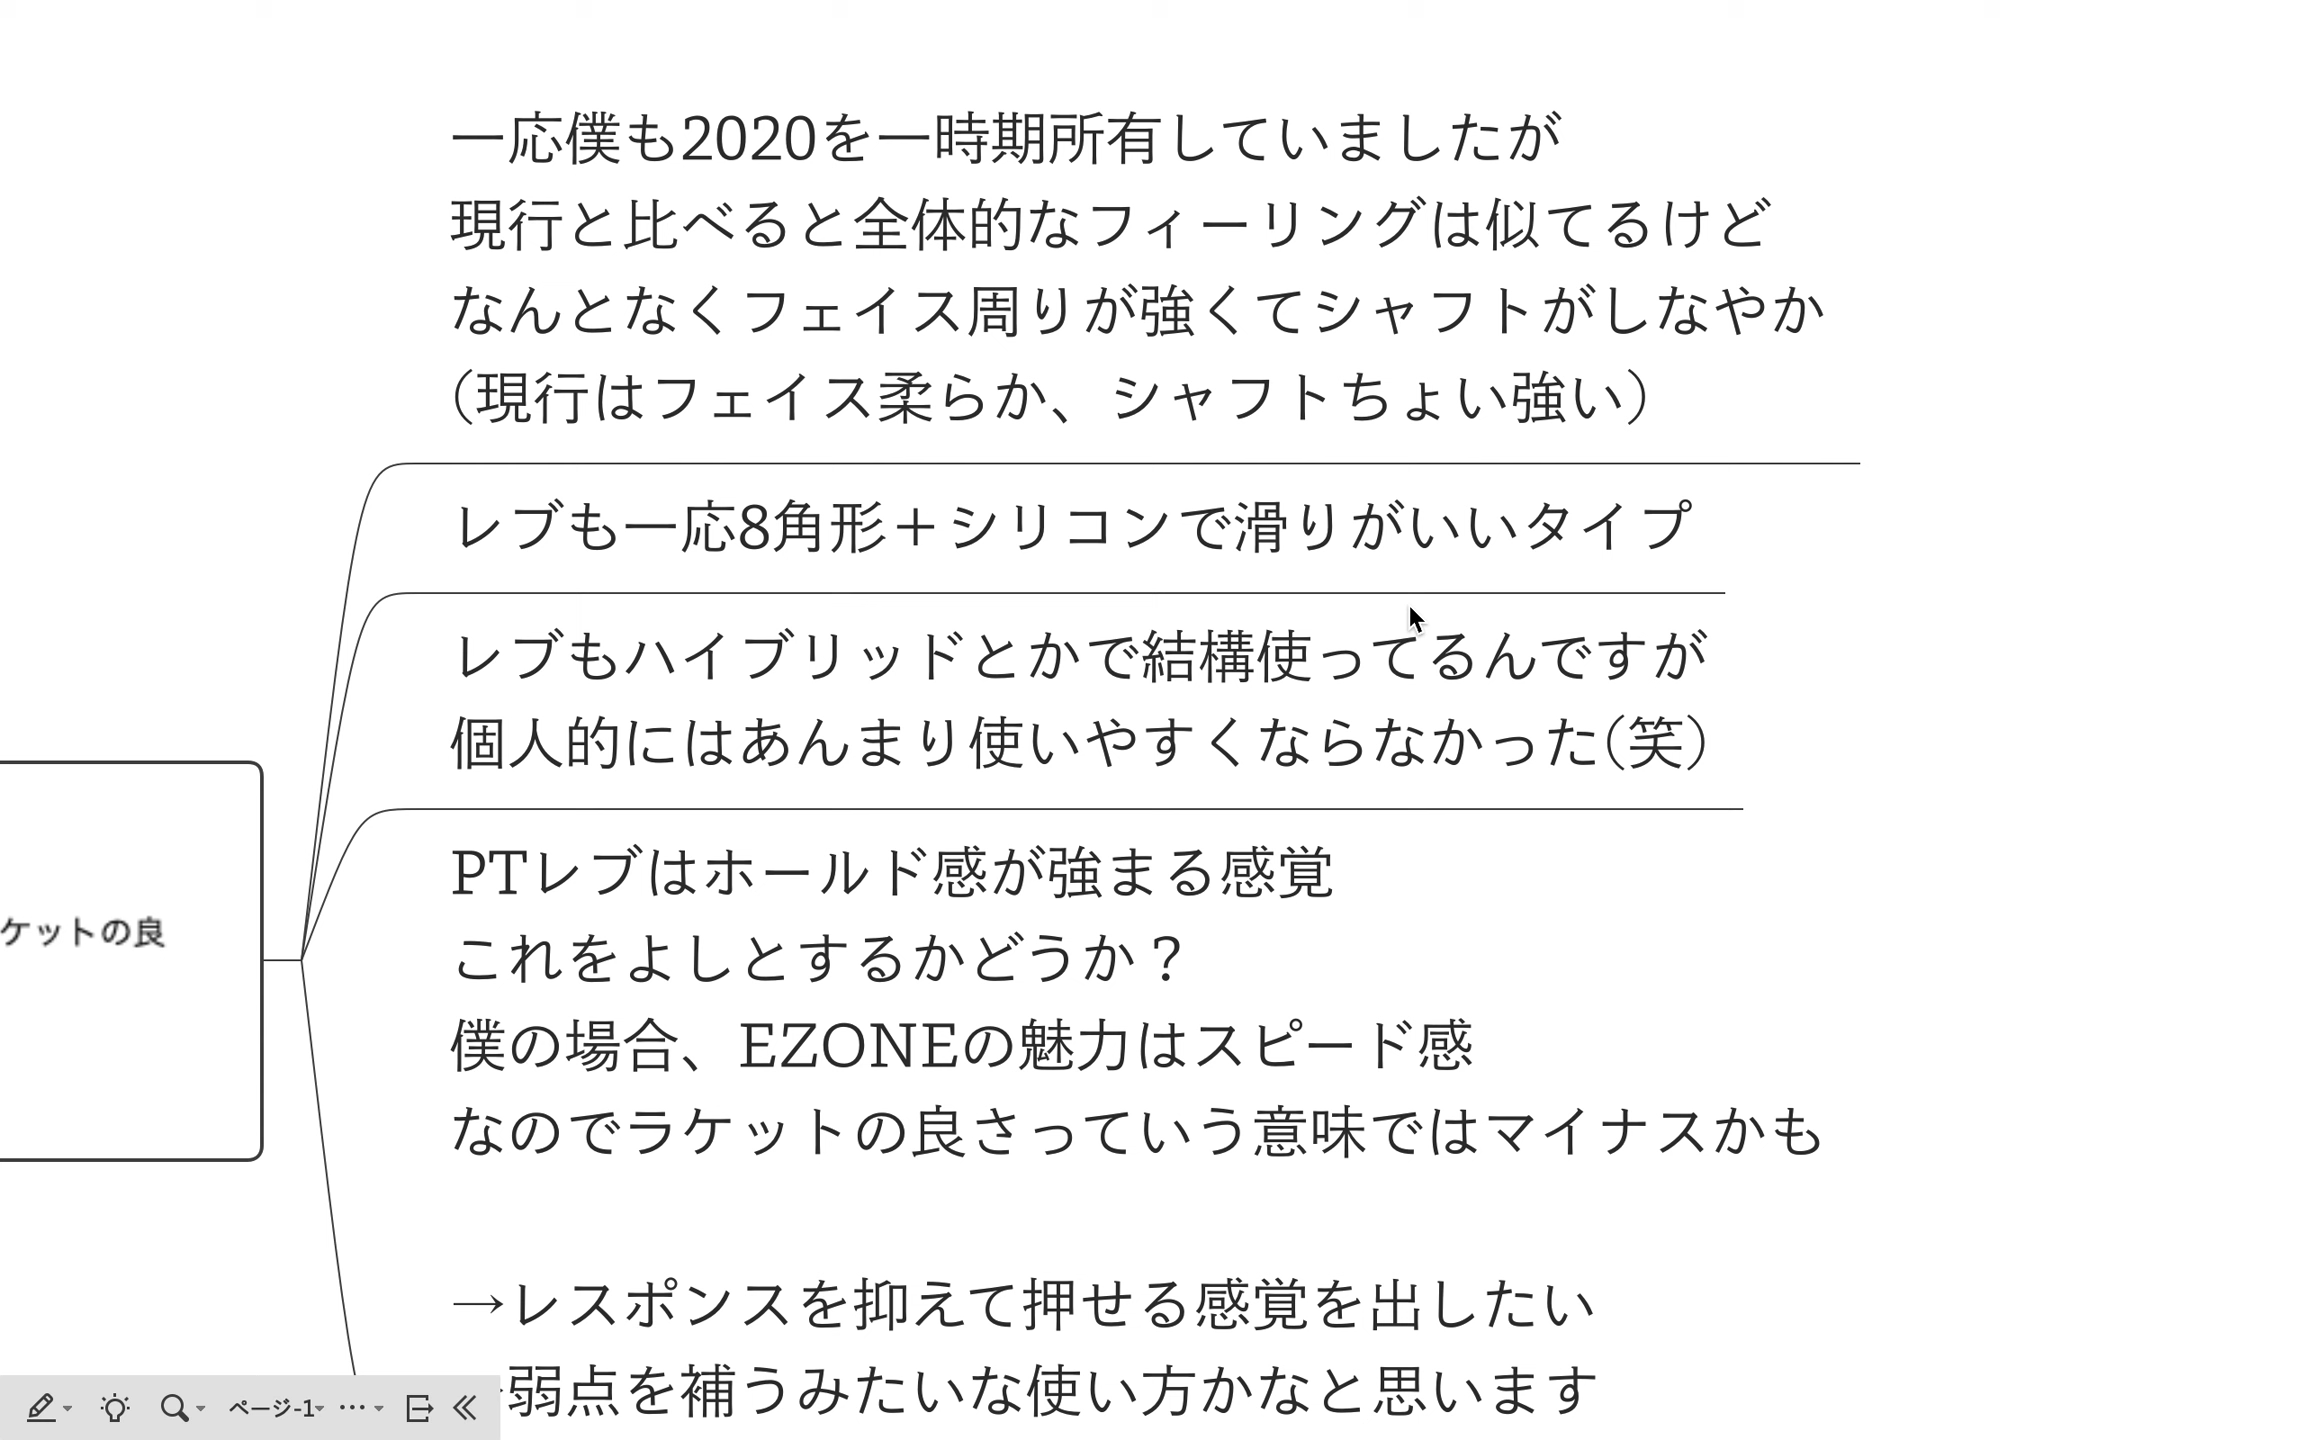 一応僕も2020を一時期所有していましたが
現行と比べると全体的なフィーリングは似てるけど
なんとなくフェイス周りが強くてシャフトがしなやか
（現行はフェイス柔らか、シャフトちょい強い）
レブも一応8角形＋シリコンで滑りがいいタイプ
レブもハイブリッドとかで結構使ってるんですが
個人的にはあんまり使いやすくならなかった（笑）
PTレブはホールド感が強まる感覚
これをよしとするかどうか？
僕の場合、EZONEの魅力はスピード感
なのでラケットの良さっていう意味ではマイナスかも
→レスポンスを抑えて押せる感覚を出したい
弱点を補うみたいな使い方かなと思います
ケットの良
ページ-1